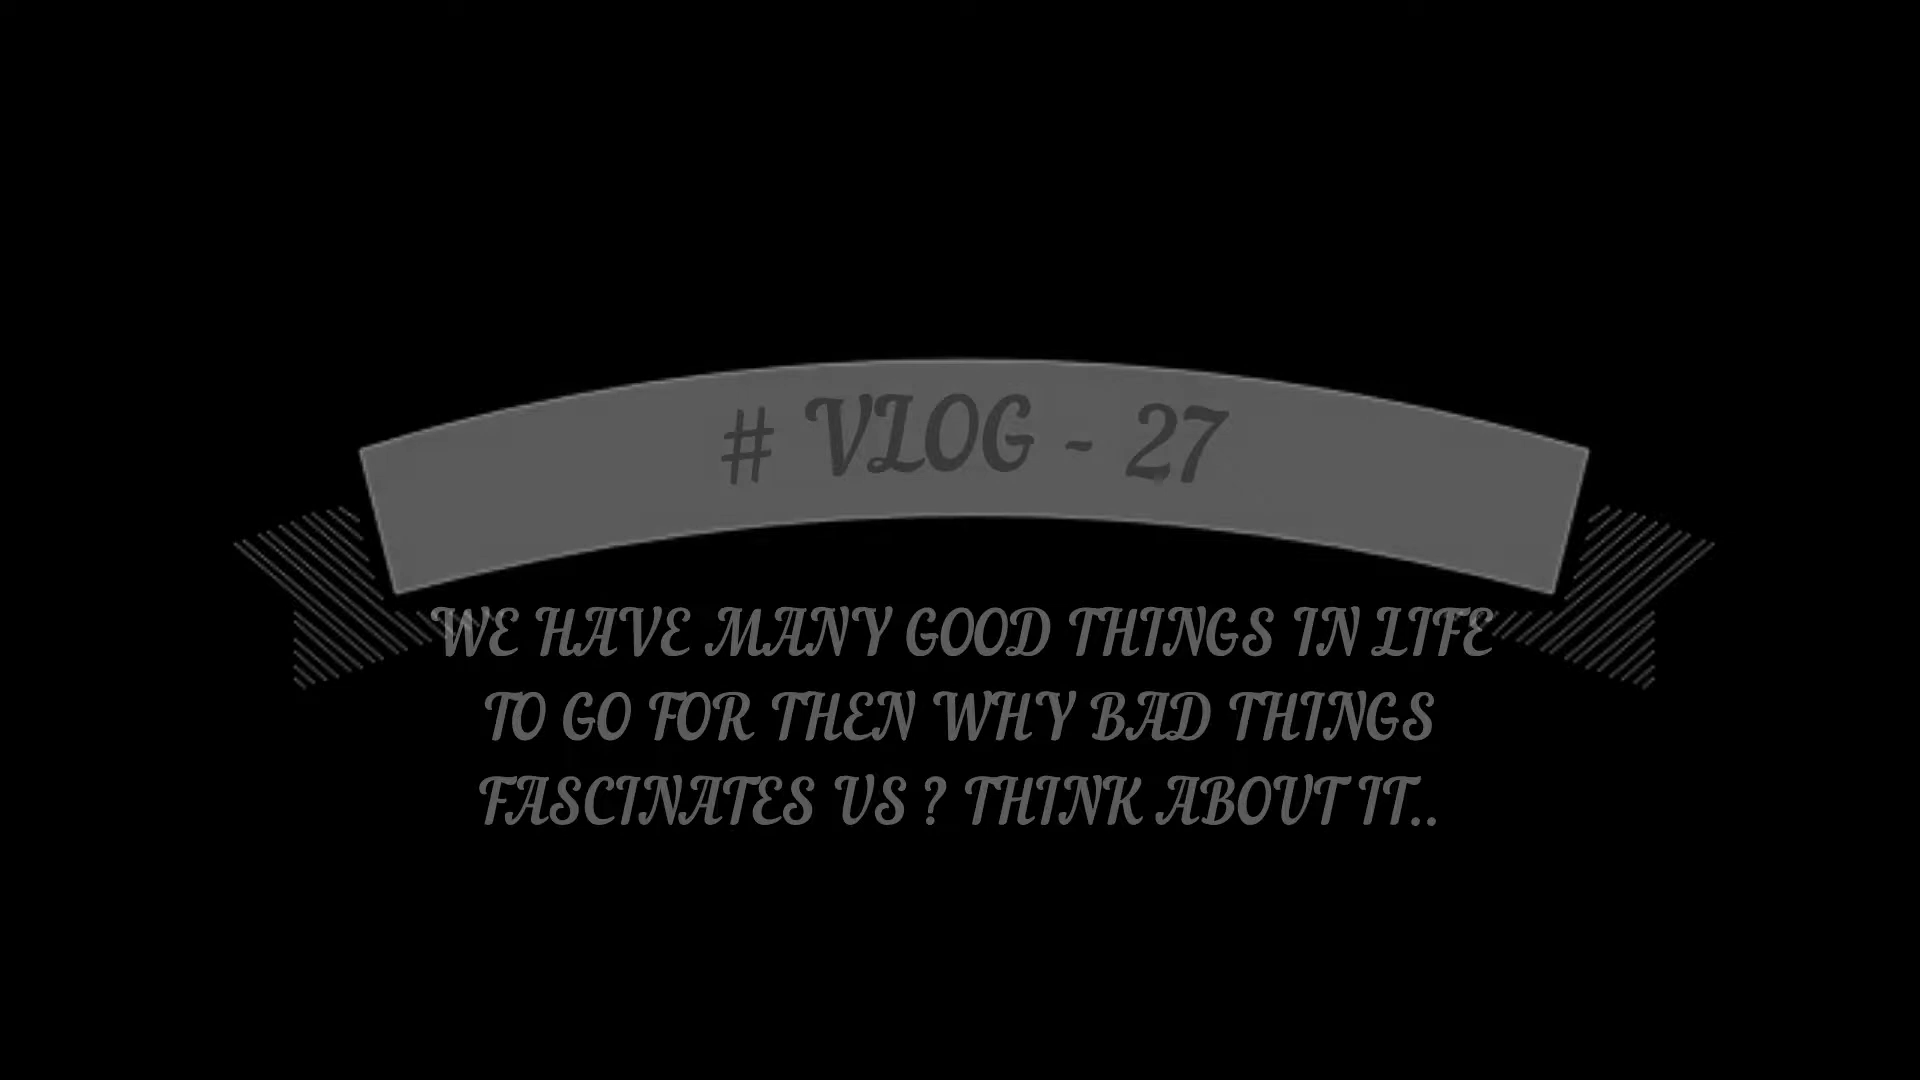 # VLOG - 27
WE HAVE MANY GOOD THINGS IN LIFE
TO GO FOR THEN WHY BAD THINGS
FASCINATES US ? THINK ABOUT IT..